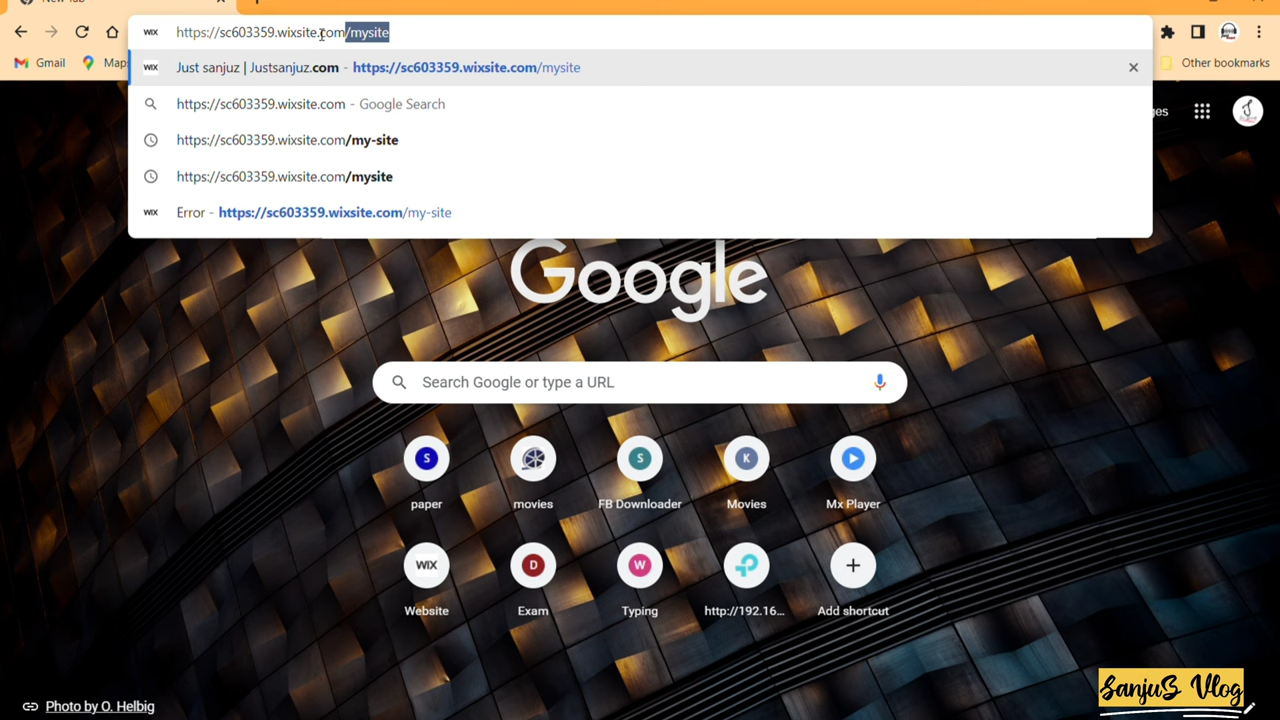 New Tab
WIX https://sc603359.wixsite.com/mysite
Gmail
Maps
Other bookmarks
WIX Just sanjuz | Justsanjuz.com - https://sc603359.wixsite.com/mysite
https://sc603359.wixsite.com - Google Search
https://sc603359.wixsite.com/my-site
https://sc603359.wixsite.com/mysite
WIX Error - https://sc603359.wixsite.com/my-site
Google
Search Google or type a URL
S S K
paper movies FB Downloader Movies Mx Player
WIX D W
Website Exam Typing http://192.16... Add shortcut
Photo by O. Helbig
SanjuS Vlog